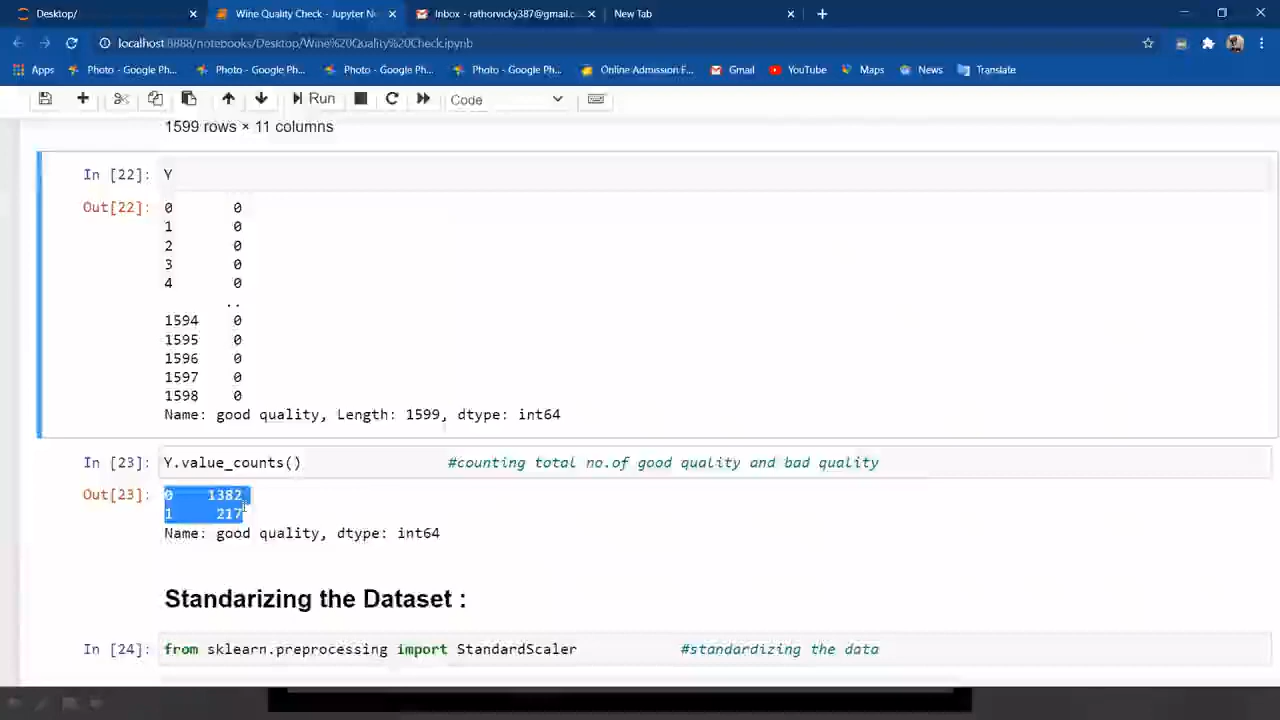 Desktop/
Wine Quality Check - Jupyter No
Inbox - rathorvicky387@gmail.c
New Tab
localhost:8888/notebooks/Desktop/Wine%20Quality%20Check.ipynb
Apps
Photo - Google Ph...
Photo - Google Ph...
Photo - Google Ph...
Photo - Google Ph...
Online Admission F...
Gmail
YouTube
Maps
News
Translate
Run
Code
1599 rows × 11 columns
In [22]: Y
Out[22]: 0 0
1 0
2 0
3 0
4 0
..
1594 0
1595 0
1596 0
1597 0
1598 0
Name: good quality, Length: 1599, dtype: int64
In [23]: Y.value_counts() #counting total no.of good quality and bad quality
Out[23]: 0 1382
1 217
Name: good quality, dtype: int64
Standarizing the Dataset :
In [24]: from sklearn.preprocessing import StandardScaler #standardizing the data